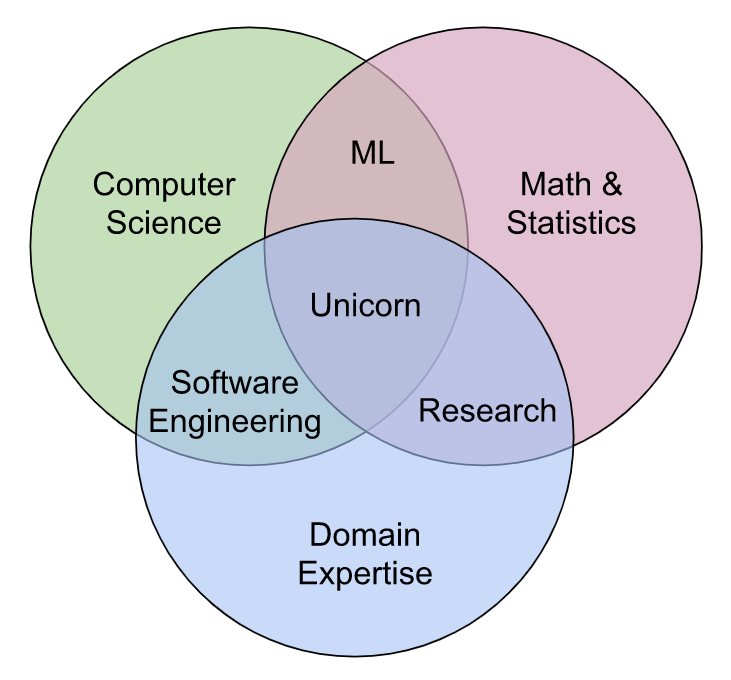 ML
Computer
Science
Math &
Statistics
Unicorn
Software
Engineering
Research
Domain
Expertise